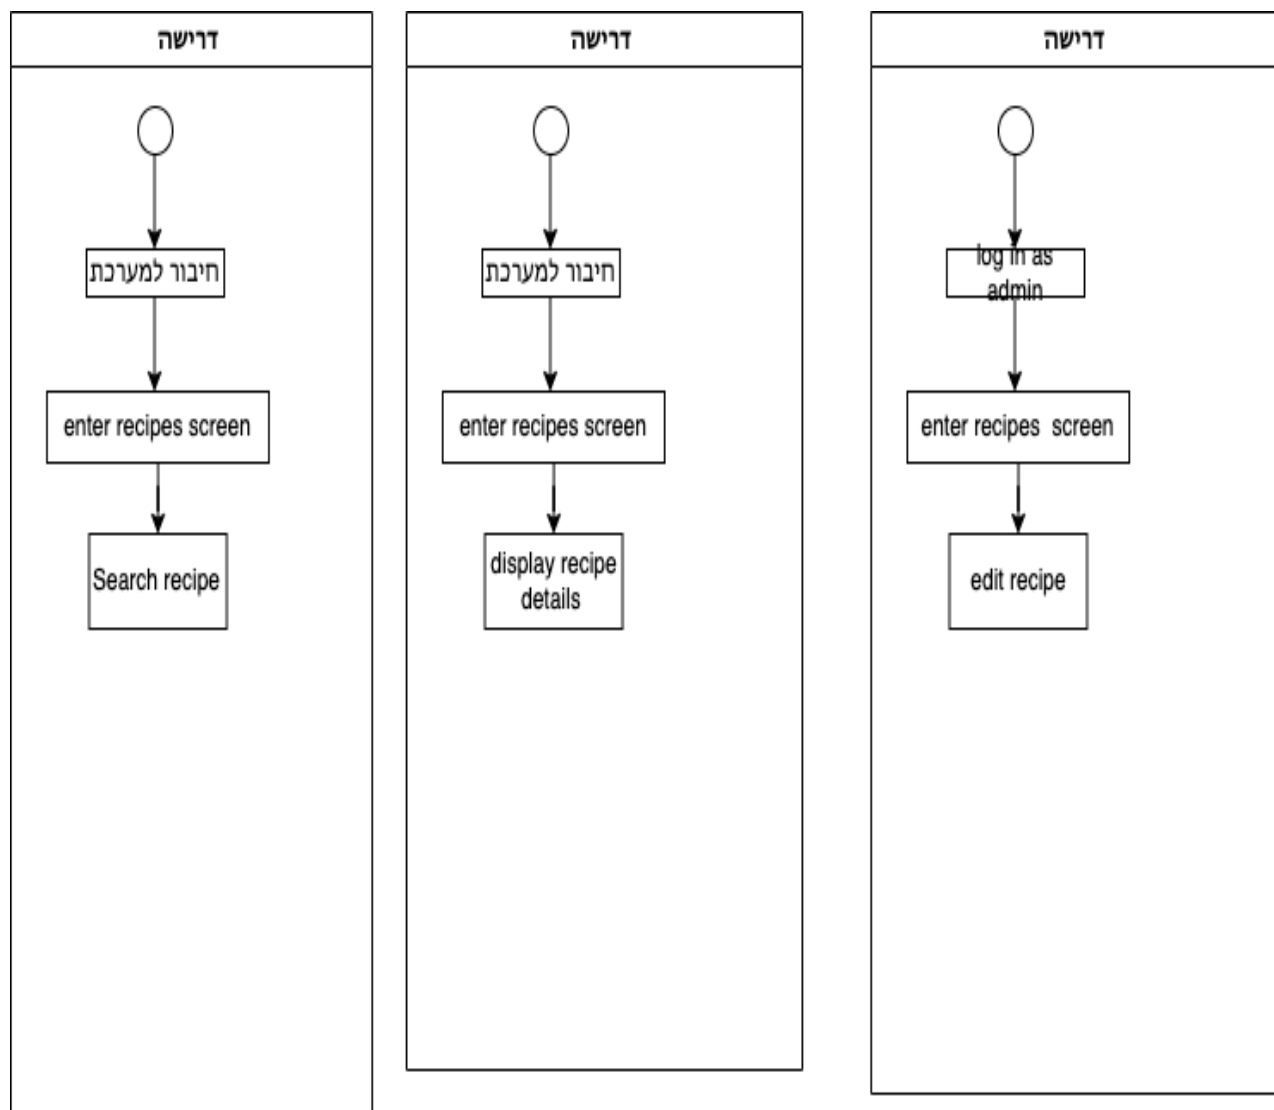 דרישה
חיבור למערכת
enter recipes screen
Search recipe
דרישה
חיבור למערכת
enter recipes screen
display recipe
details
דרישה
log in as
admin
enter recipes  screen
edit recipe